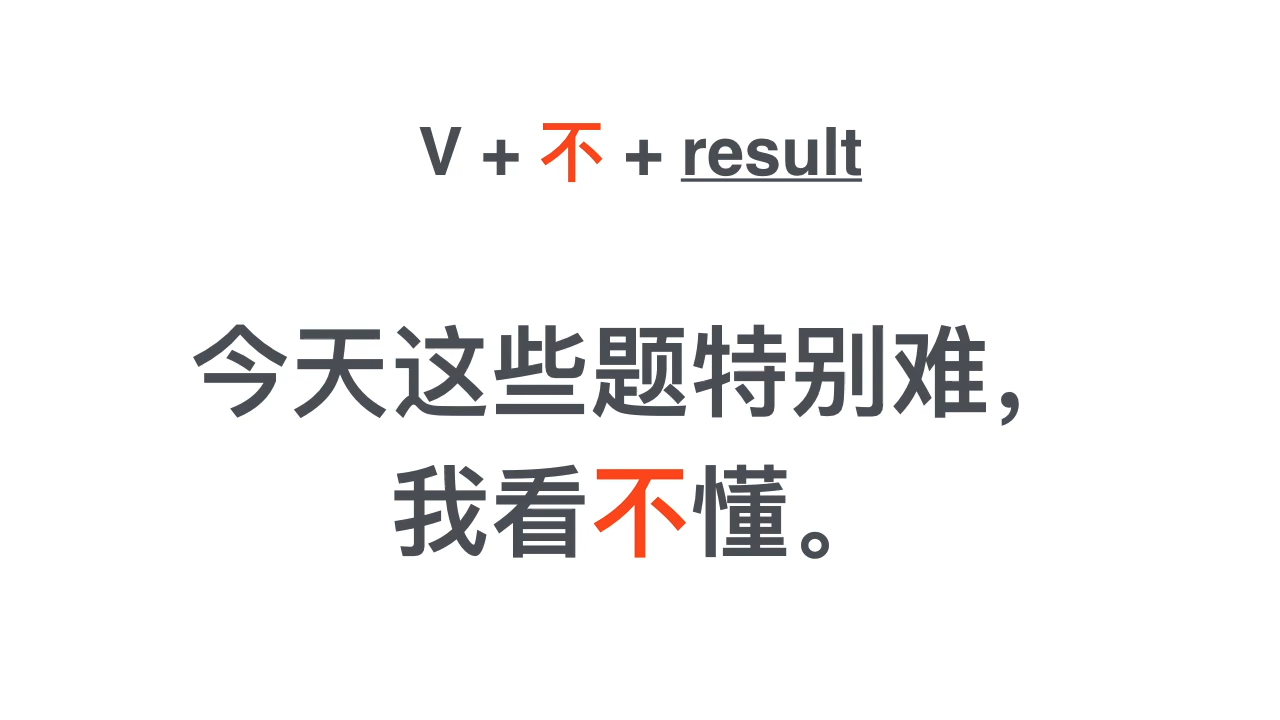 V + 不 + result
今天这些题特别难，
我看不懂。